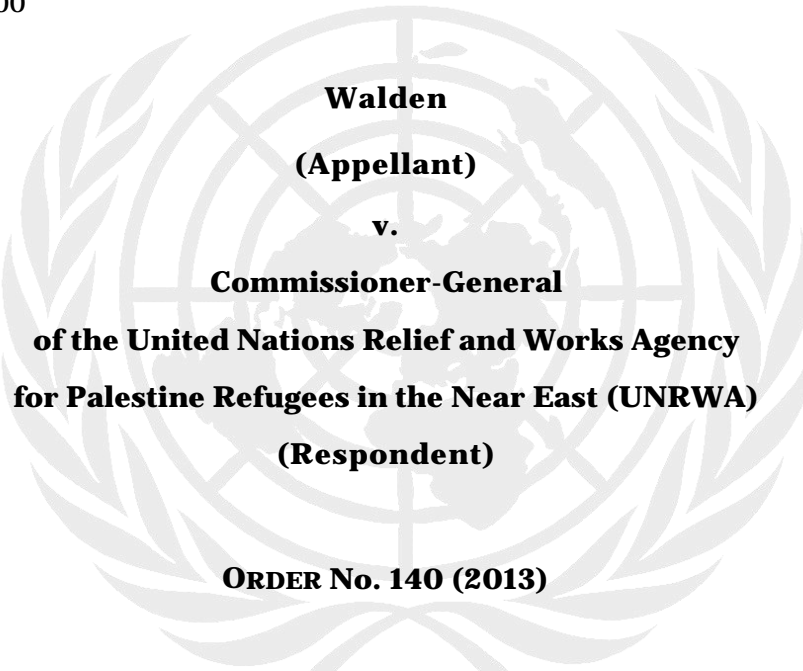 00
Walden
(Appellant)
v.
Commissioner-General
of the United Nations Relief and Works Agency
for Palestine Refugees in the Near East (UNRWA)
(Respondent)
ORDER No. 140 (2013)